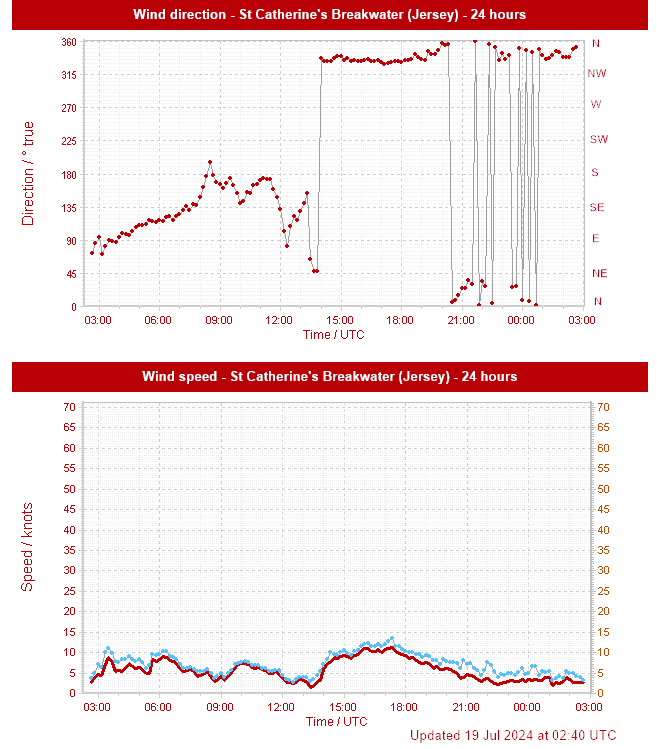 Wind direction - St Catherine's Breakwater (Jersey) - 24 hours
360 N
315 NW
270 W
225 SW
180 S
135 SE
90 E
45 NE
0 N
Direction / ° true
03:00 06:00 09:00 12:00 15:00 18:00 21:00 00:00 03:00
Time / UTC
Wind speed - St Catherine's Breakwater (Jersey) - 24 hours
70 70
65 65
60 60
55 55
50 50
45 45
40 40
35 35
30 30
25 25
20 20
15 15
10 10
5 5
0 0
Speed / knots
03:00 06:00 09:00 12:00 15:00 18:00 21:00 00:00 03:00
Time / UTC
Updated 19 Jul 2024 at 02:40 UTC